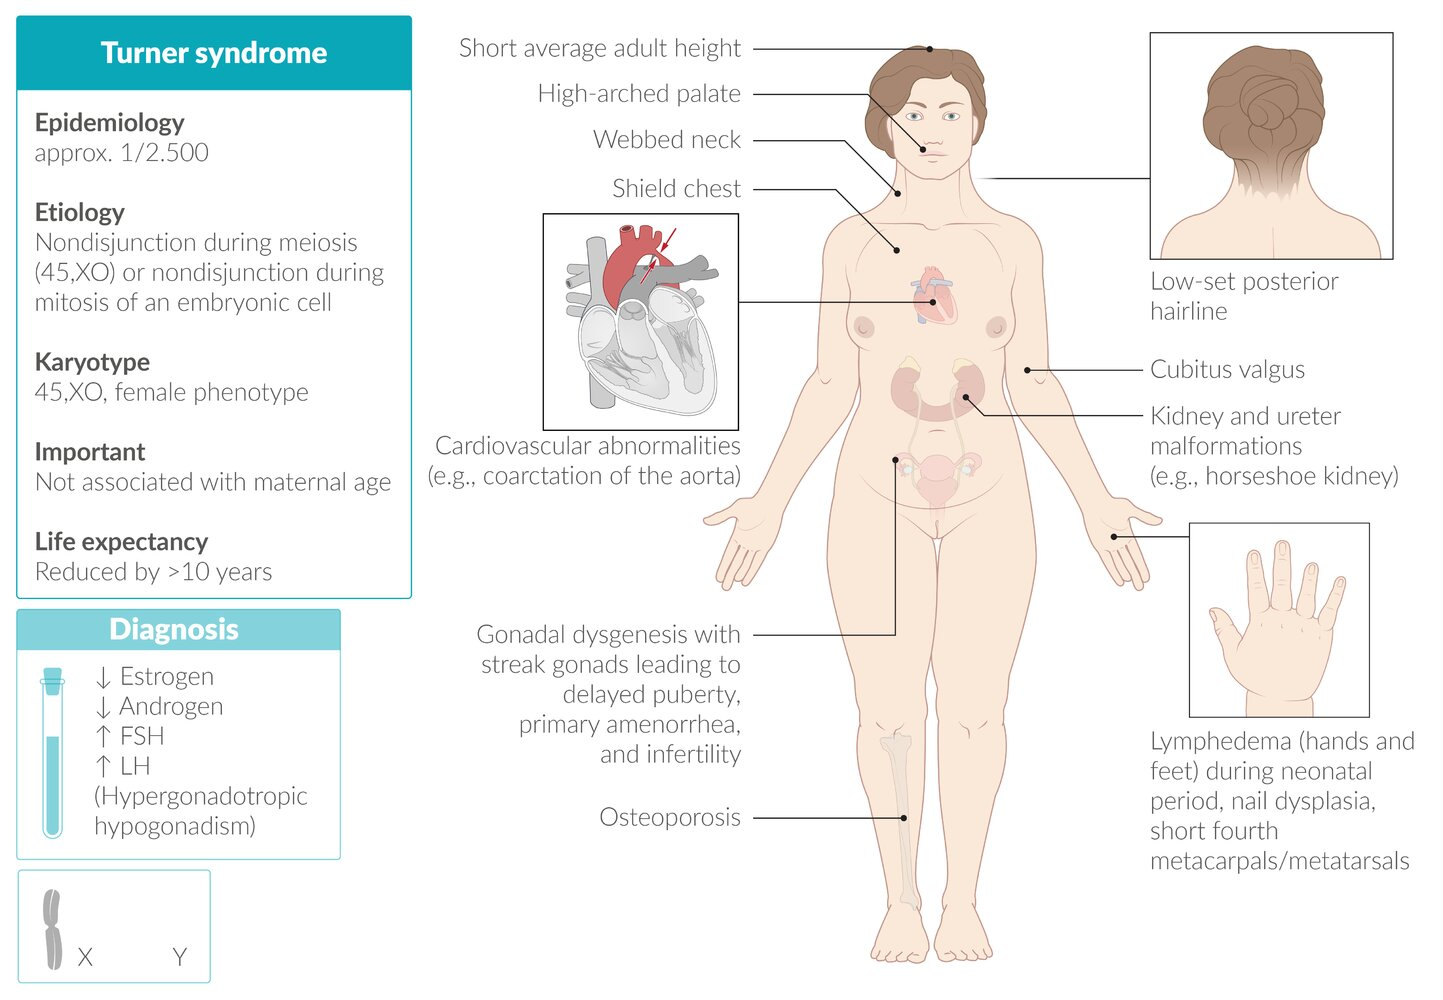 Turner syndrome
Epidemiology
approx. 1/2.500
Etiology
Nondisjunction during meiosis
(45,XO) or nondisjunction during
mitosis of an embryonic cell
Karyotype
45,XO, female phenotype
Important
Not associated with maternal age
Life expectancy
Reduced by >10 years
Diagnosis
↓ Estrogen
↓ Androgen
↑ FSH
↑ LH
(Hypergonadotropic
hypogonadism)
X Y
Short average adult height
High-arched palate
Webbed neck
Shield chest
Cardiovascular abnormalities
(e.g., coarctation of the aorta)
Gonadal dysgenesis with
streak gonads leading to
delayed puberty,
primary amenorrhea,
and infertility
Osteoporosis
Low-set posterior
hairline
Cubitus valgus
Kidney and ureter
malformations
(e.g., horseshoe kidney)
Lymphedema (hands and
feet) during neonatal
period, nail dysplasia,
short fourth
metacarpals/metatarsals